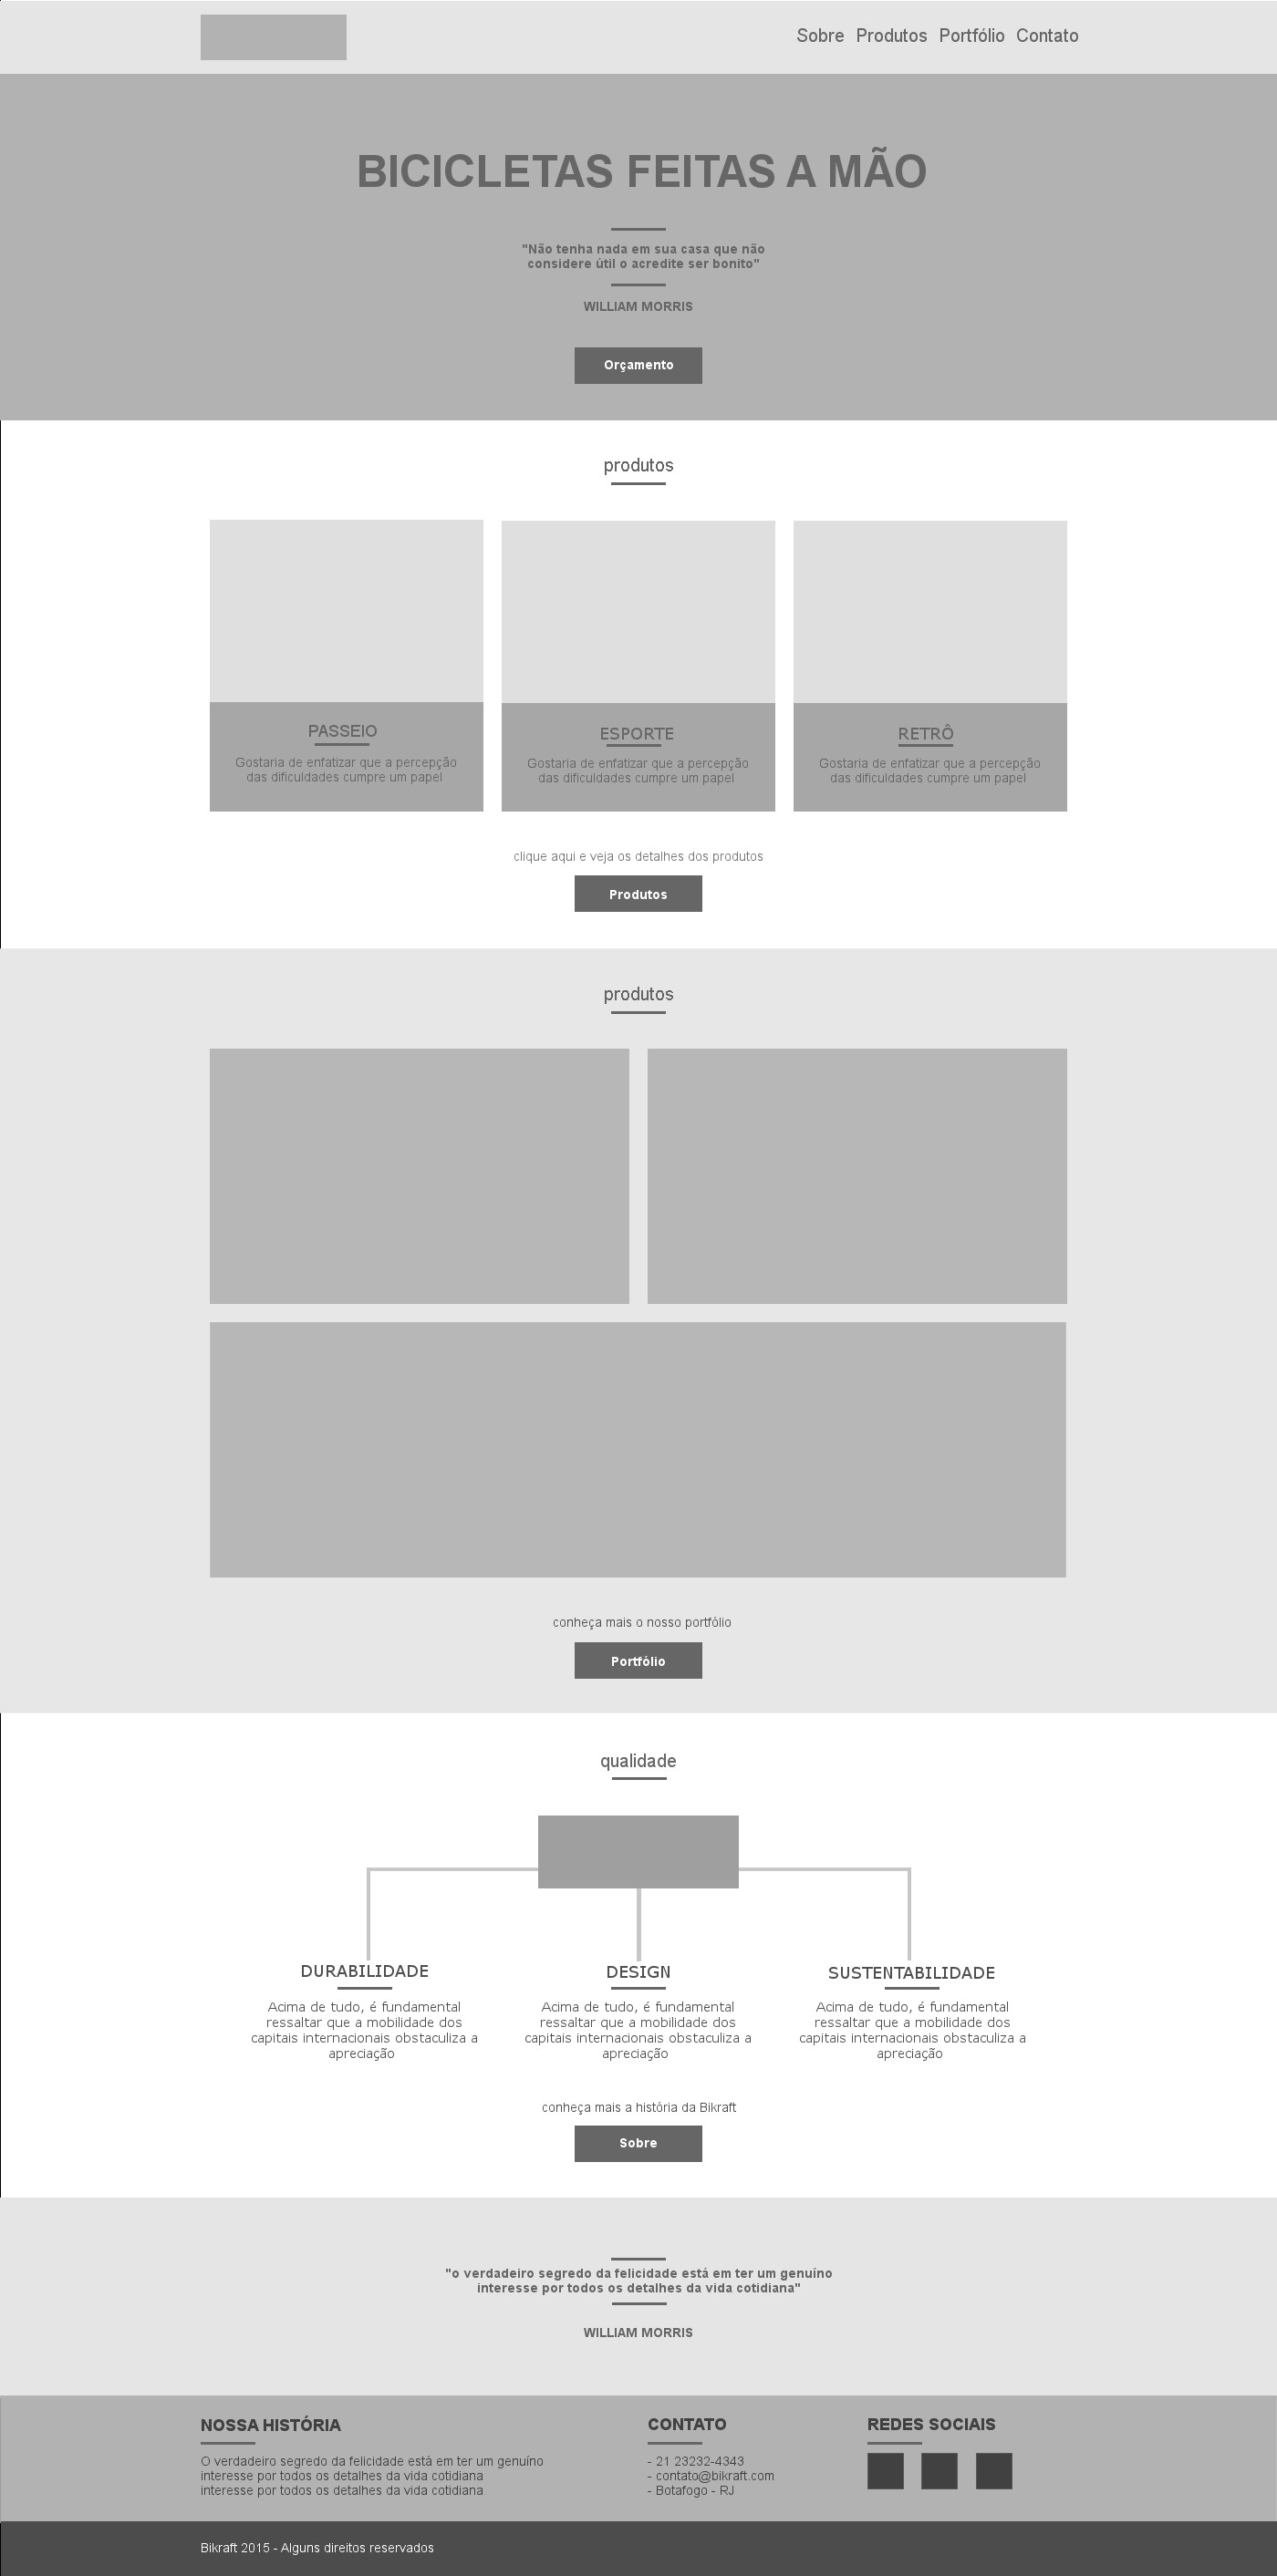 Sobre Produtos Portfólio Contato
BICICLETAS FEITAS A MÃO
"Não tenha nada em sua casa que não
considere útil o acredite ser bonito"
WILLIAM MORRIS
Orçamento
produtos
PASSEIO
Gostaria de enfatizar que a percepção
das dificuldades cumpre um papel
ESPORTE
Gostaria de enfatizar que a percepção
das dificuldades cumpre um papel
RETRÔ
Gostaria de enfatizar que a percepção
das dificuldades cumpre um papel
clique aqui e veja os detalhes dos produtos
Produtos
produtos
conheça mais o nosso portfólio
Portfólio
qualidade
DURABILIDADE
Acima de tudo, é fundamental
ressaltar que a mobilidade dos
capitais internacionais obstaculiza a
apreciação
DESIGN
Acima de tudo, é fundamental
ressaltar que a mobilidade dos
capitais internacionais obstaculiza a
apreciação
SUSTENTABILIDADE
Acima de tudo, é fundamental
ressaltar que a mobilidade dos
capitais internacionais obstaculiza a
apreciação
conheça mais a história da Bikraft
Sobre
"o verdadeiro segredo da felicidade está em ter um genuíno
interesse por todos os detalhes da vida cotidiana"
WILLIAM MORRIS
NOSSA HISTÓRIA
O verdadeiro segredo da felicidade está em ter um genuíno
interesse por todos os detalhes da vida cotidiana
interesse por todos os detalhes da vida cotidiana
CONTATO
- 21 23232-4343
- contato@bikraft.com
- Botafogo - RJ
REDES SOCIAIS
Bikraft 2015 - Alguns direitos reservados